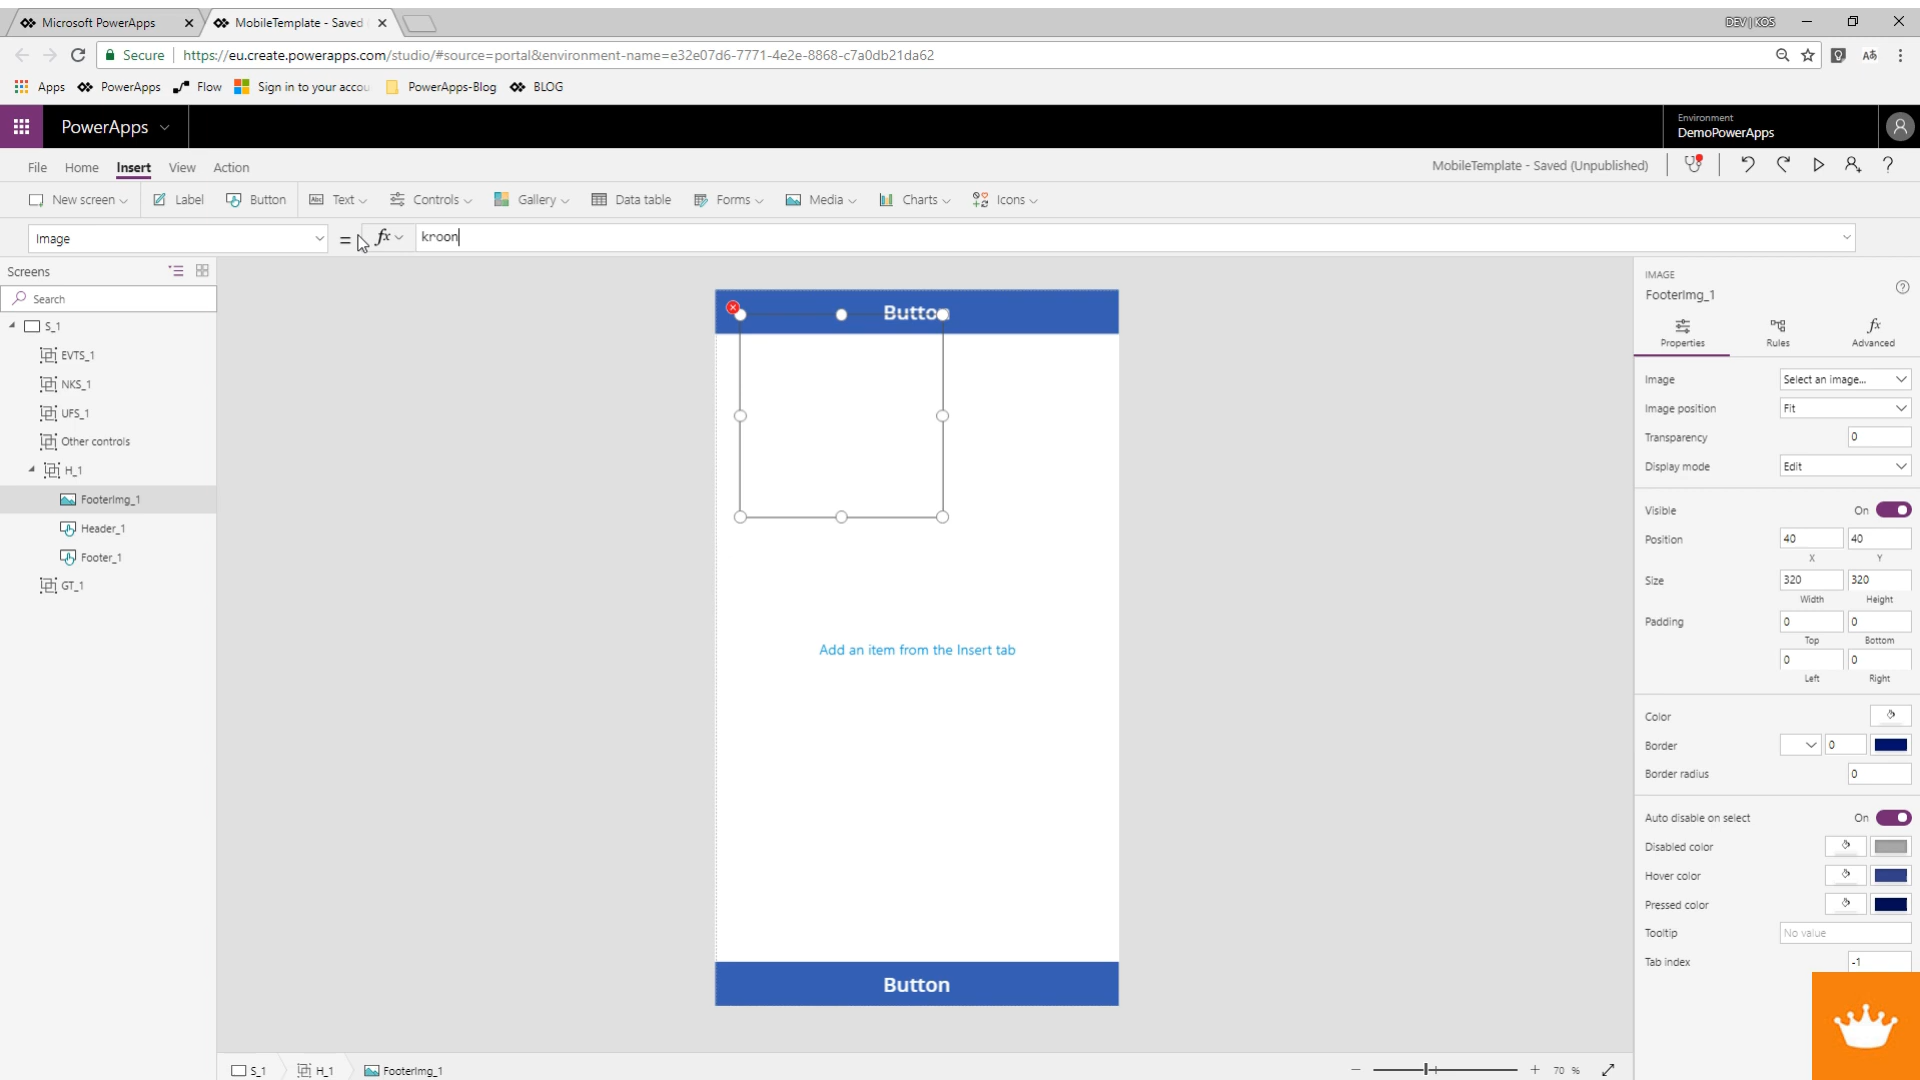 Microsoft PowerApps
MobileTemplate - Saved
DEV | KOS
Secure
https://eu.create.powerapps.com/studio/#source=portal&environment-name=e32e07d6-7771-4e2e-8868-c7a0db21da62
Apps
PowerApps
Flow
Sign in to your accou
PowerApps-Blog
BLOG
PowerApps
Environment
DemoPowerApps
File
Home
Insert
View
Action
MobileTemplate - Saved (Unpublished)
New screen
Label
Button
Text
Controls
Gallery
Data table
Forms
Media
Charts
Icons
Image
=
fx
kroon
Screens
Search
S_1
EVTS_1
NKS_1
UFS_1
Other controls
H_1
FooterImg_1
Header_1
Footer_1
GT_1
Button
Add an item from the Insert tab
Button
IMAGE
FooterImg_1
Properties
Rules
fx
Advanced
Image
Select an image...
Image position
Fit
Transparency
0
Display mode
Edit
Visible
On
Position
40
40
X
Y
Size
320
320
Width
Height
Padding
0
0
Top
Bottom
0
0
Left
Right
Color
Border
0
Border radius
0
Auto disable on select
On
Disabled color
Hover color
Pressed color
Tooltip
No value
Tab index
-1
S_1
H_1
FooterImg_1
70 %